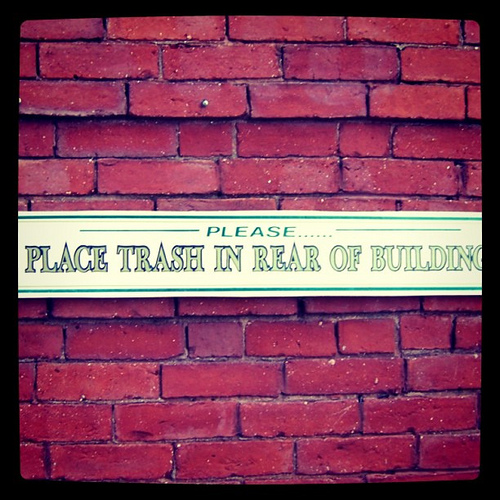 PLEASE......
PLACE TRASH IN REAR OF BUILDING